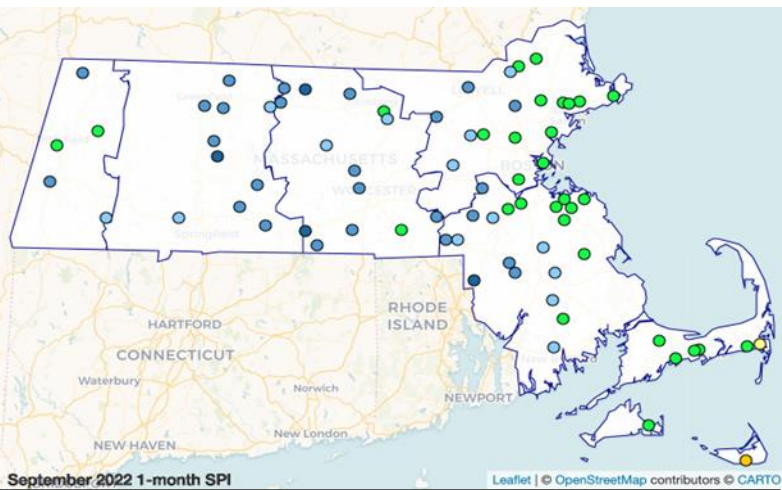 MASSACHUSETTS
WORCESTER
BOSTON
Springfield
RHODE
ISLAND
HARTFORD
CONNECTICUT
Waterbury
Norwich
NEWPORT
New London
NEW HAVEN
September 2022 1-month SPI
Leaflet | © OpenStreetMap contributors © CARTO